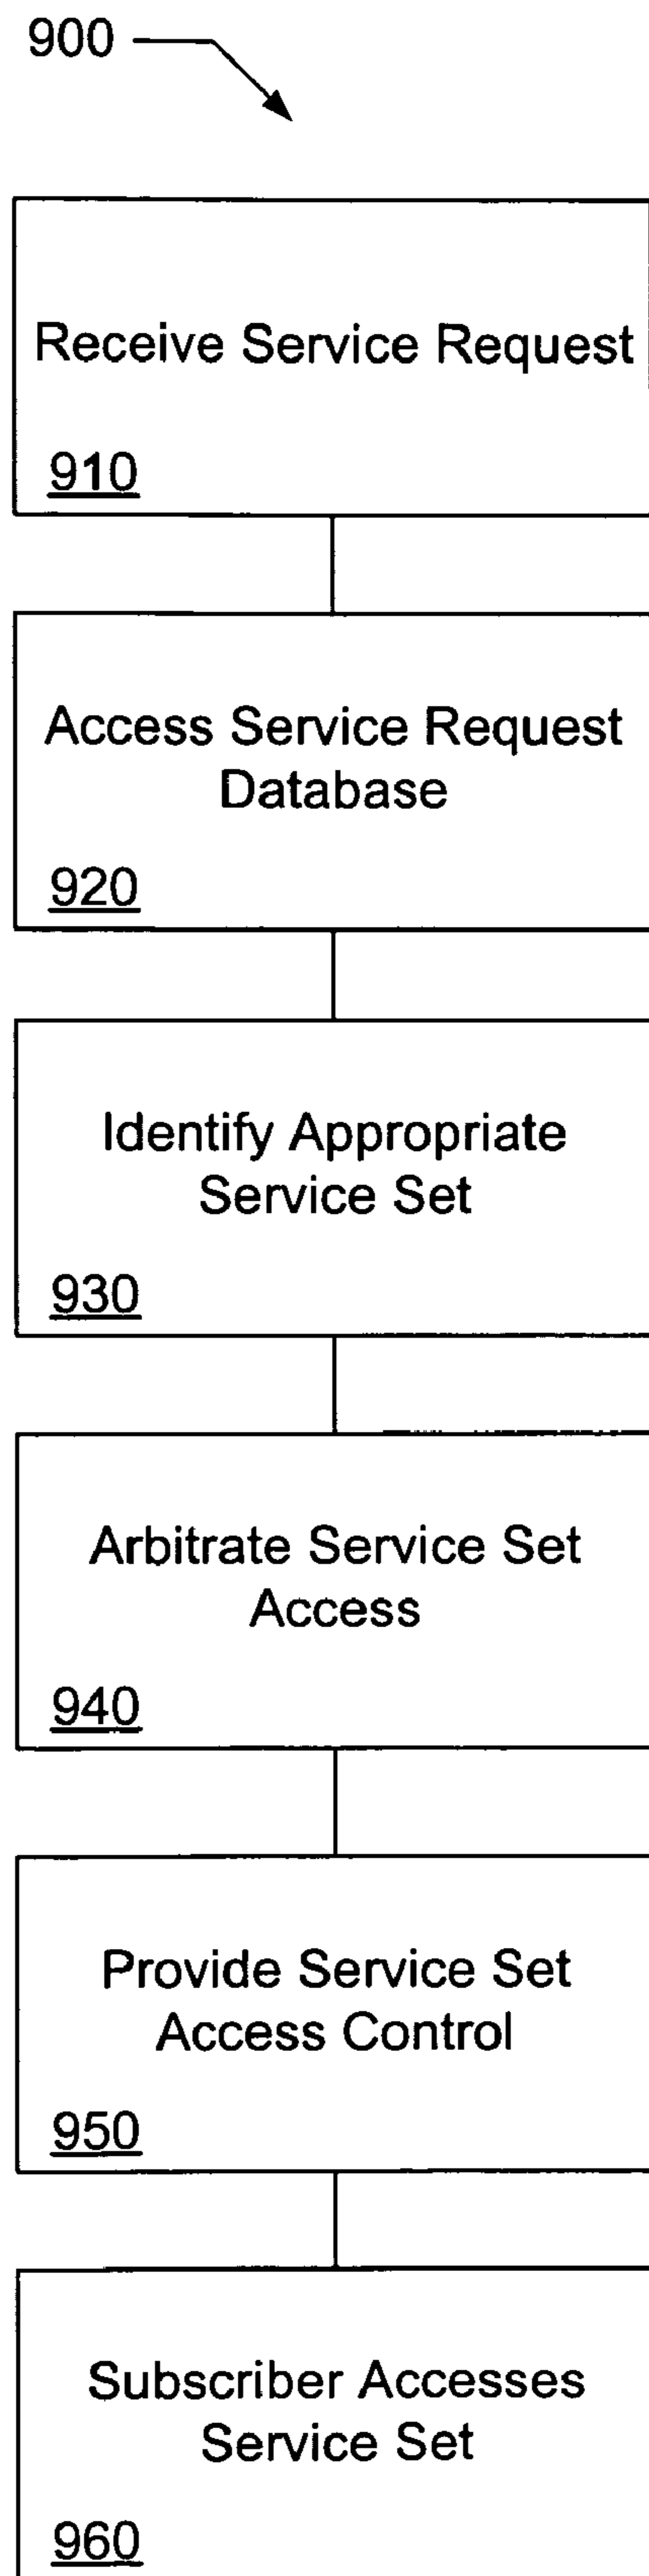 900
Receive Service Request
910
Access Service Request
Database
920
Identify Appropriate
Service Set
930
Arbitrate Service Set
Access
940
Provide Service Set
Access Control
950
Subscriber Accesses
Service Set
960